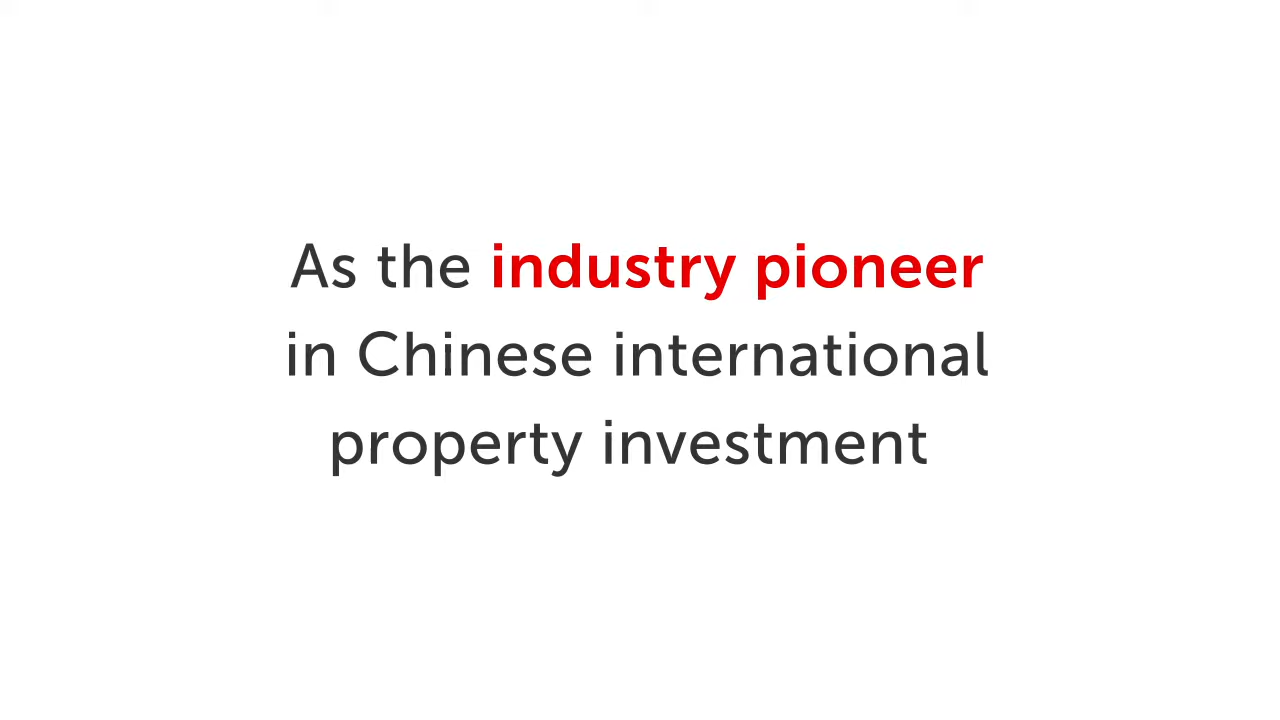 As the industry pioneer
in Chinese international
property investment